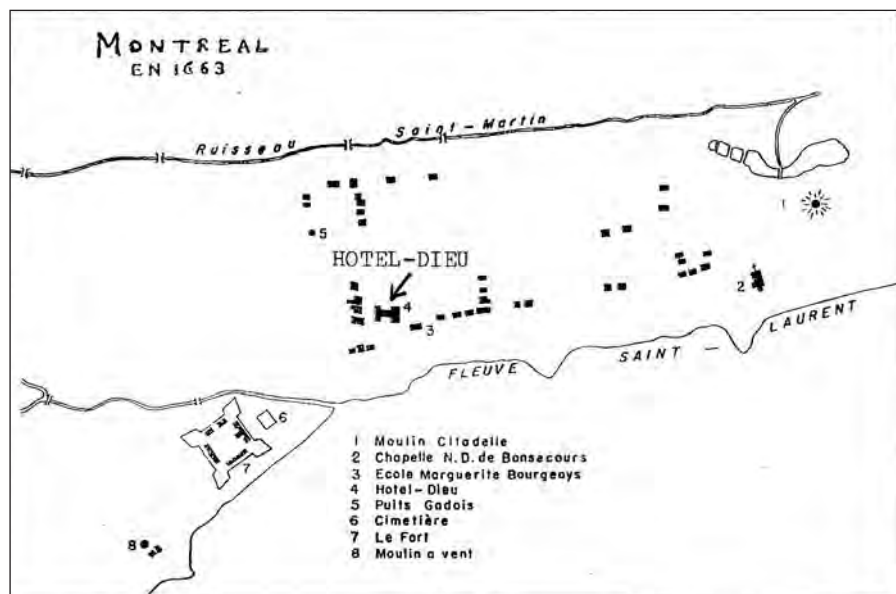 MONTREAL
EN 1663
Ruisseau Saint-Martin
1
5
HOTEL-DIEU
4
2
3
FLEUVE SAINT - LAURENT
6
7
8
1 Moulin Citadelle
2 Chapelle N.D. de Bonsecours
3 Ecole Marguerite Bourgeoys
4 Hotel-Dieu
5 Puits Gadois
6 Cimetière
7 Le Fort
8 Moulin a vent